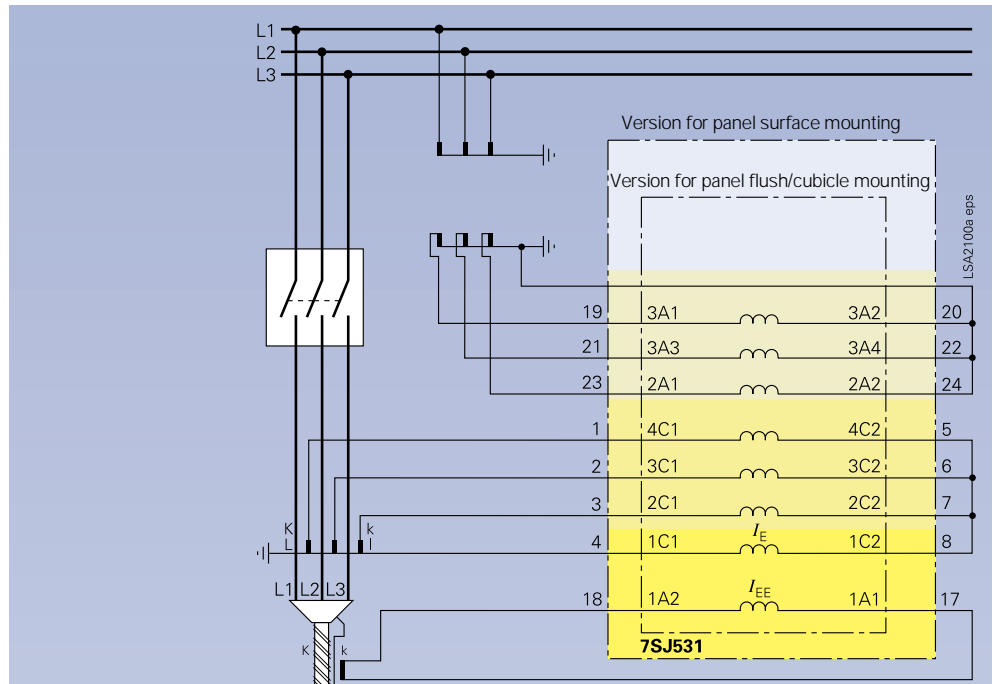 L1
L2
L3
Version for panel surface mounting
Version for panel flush/cubicle mounting
LSA2100a eps
19 3A1 3A2 20
21 3A3 3A4 22
23 2A1 2A2 24
1 4C1 4C2 5
2 3C1 3C2 6
3 2C1 2C2 7
K k IE
L l 4 1C1 1C2 8
L1 L2 L3
IEE
18 1A2 1A1 17
K k
7SJ531